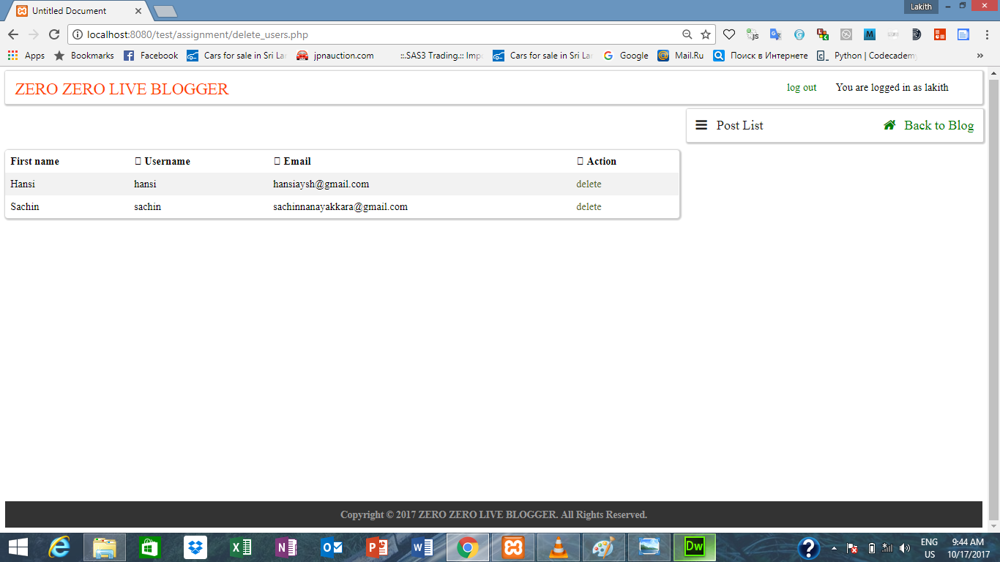 Untitled Document
Lakith
localhost:8080/test/assignment/delete_users.php
Apps Bookmarks Facebook Cars for sale in Sri La jpnauction.com ::.SAS3 Trading.:: Imp Cars for sale in Sri La Google Mail.Ru Поиск в Интернете Python | Codecademy »
ZERO ZERO LIVE BLOGGER log out You are logged in as lakith
Post List Back to Blog
First name Username Email Action
Hansi hansi hansiaysh@gmail.com delete
Sachin sachin sachinnanayakkara@gmail.com delete
Copyright © 2017 ZERO ZERO LIVE BLOGGER. All Rights Reserved.
ENG 9:44 AM
US 10/17/2017